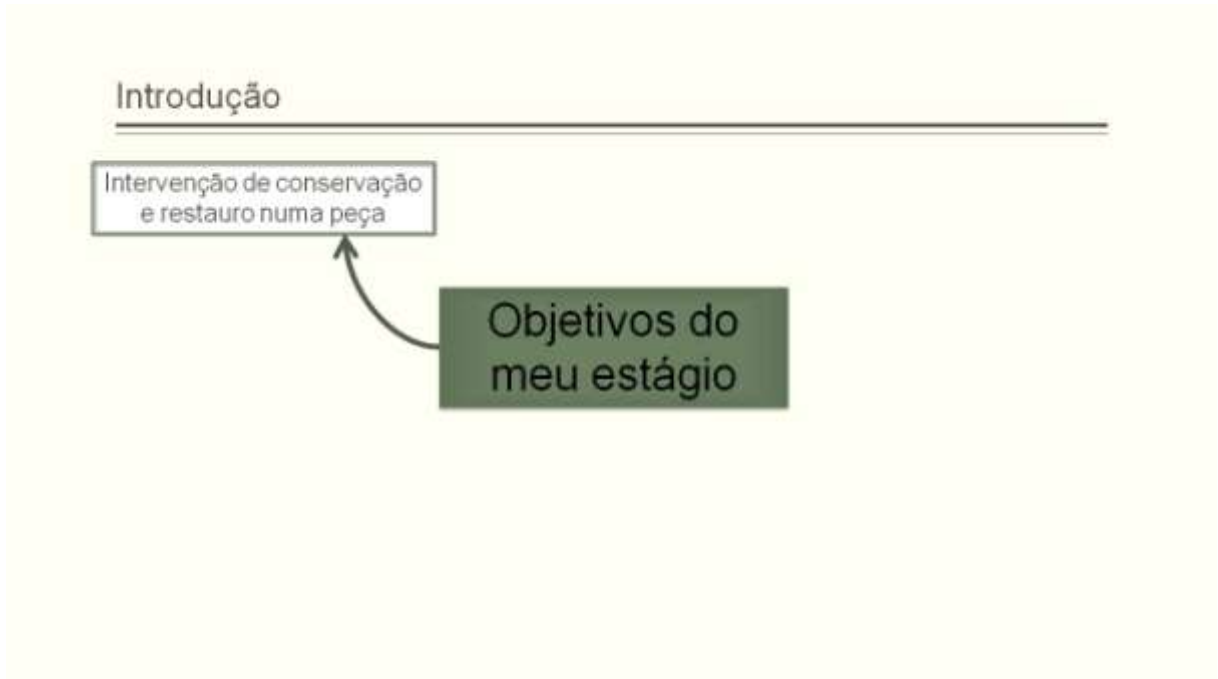 Introdução
Intervenção de conservação
e restauro numa peça
Objetivos do
meu estágio